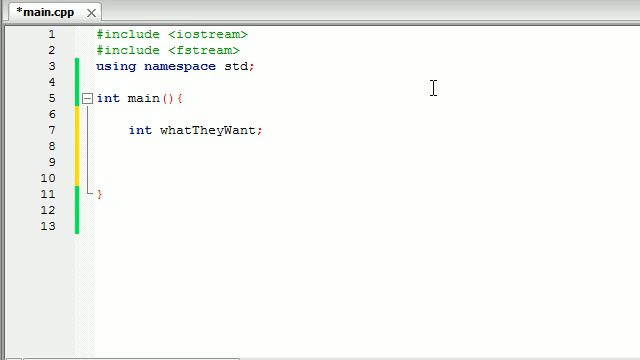 *main.cpp
1 #include <iostream>
2 #include <fstream>
3 using namespace std;
4
5 int main(){
6
7 int whatTheyWant;
8
9
10
11 }
12
13